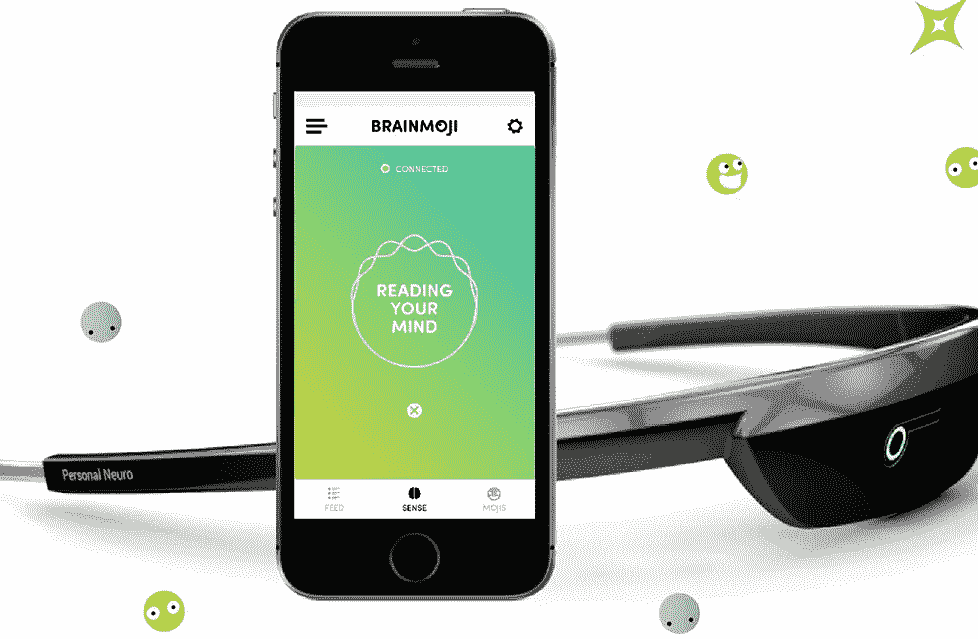 BRAINMOJI
CONNECTED
READING
YOUR
MIND
Personal Neuro
FEED
SENSE
MOJIS